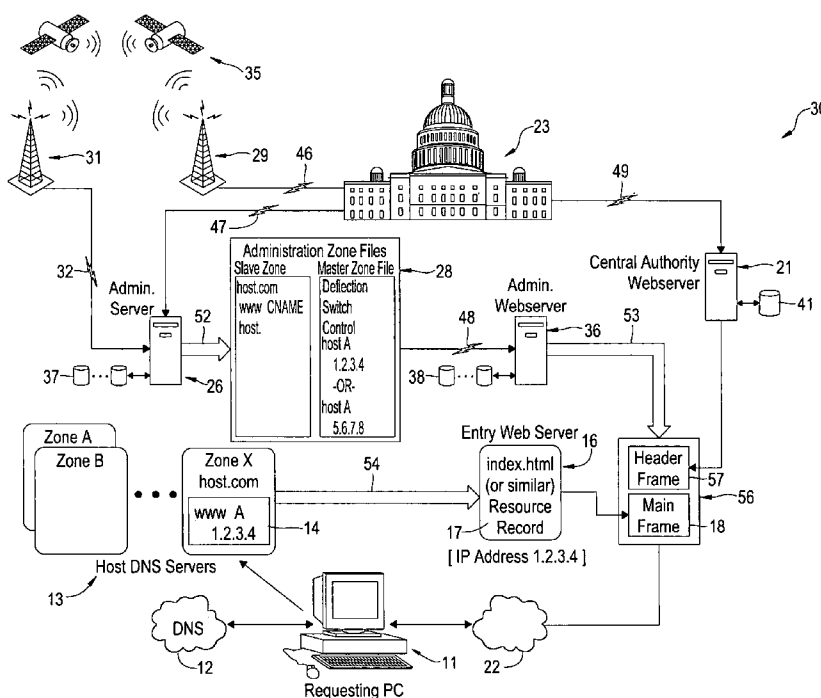 35
30
31
29
46
23
49
47
32
Administration Zone Files
Slave Zone
Master Zone File
28
host.com
www CNAME
host.
Deflection
Switch
Control
host A
1.2.3.4
-OR-
host A
5.6.7.8
Admin.
Server
52
37
26
48
Admin.
Webserver
36
38
53
Central Authority
Webserver
21
41
Zone A
Zone B
Zone X
host.com
www A
1.2.3.4
14
54
Entry Web Server
16
index.html
(or similar)
Resource
17 Record
[ IP Address 1.2.3.4 ]
Header
Frame
57
56
Main
Frame
18
Host DNS Servers
13
DNS
12
11
22
Requesting PC